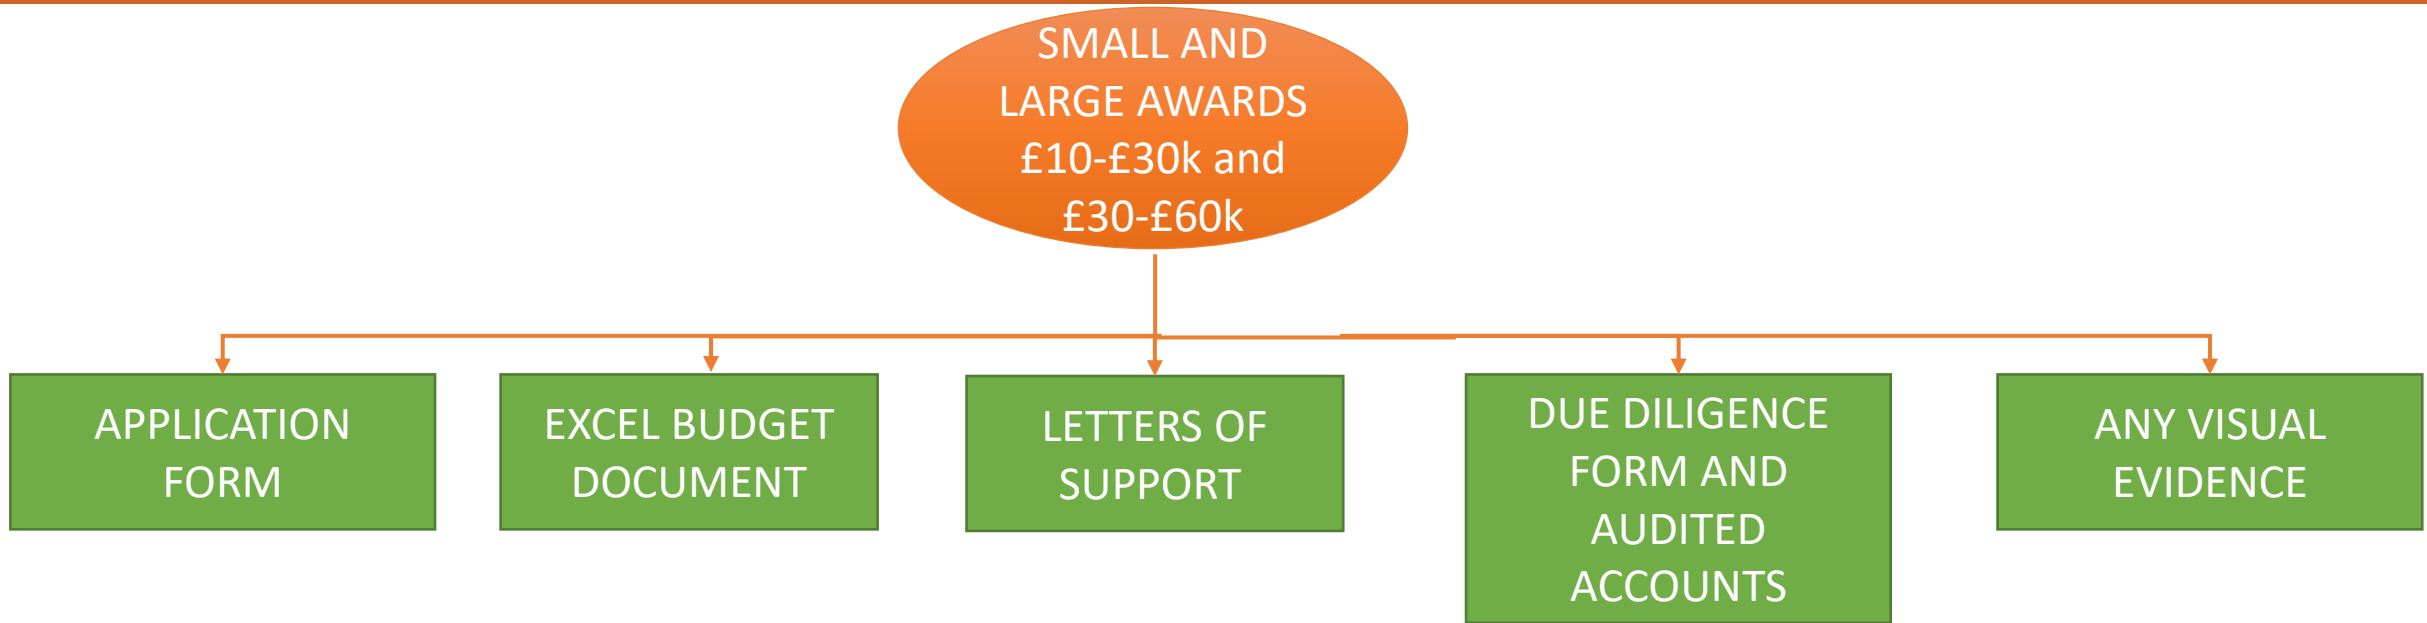 SMALL AND
LARGE AWARDS
£10-£30k and
£30-£60k
APPLICATION
FORM
EXCEL BUDGET
DOCUMENT
LETTERS OF
SUPPORT
DUE DILIGENCE
FORM AND
AUDITED
ACCOUNTS
ANY VISUAL
EVIDENCE